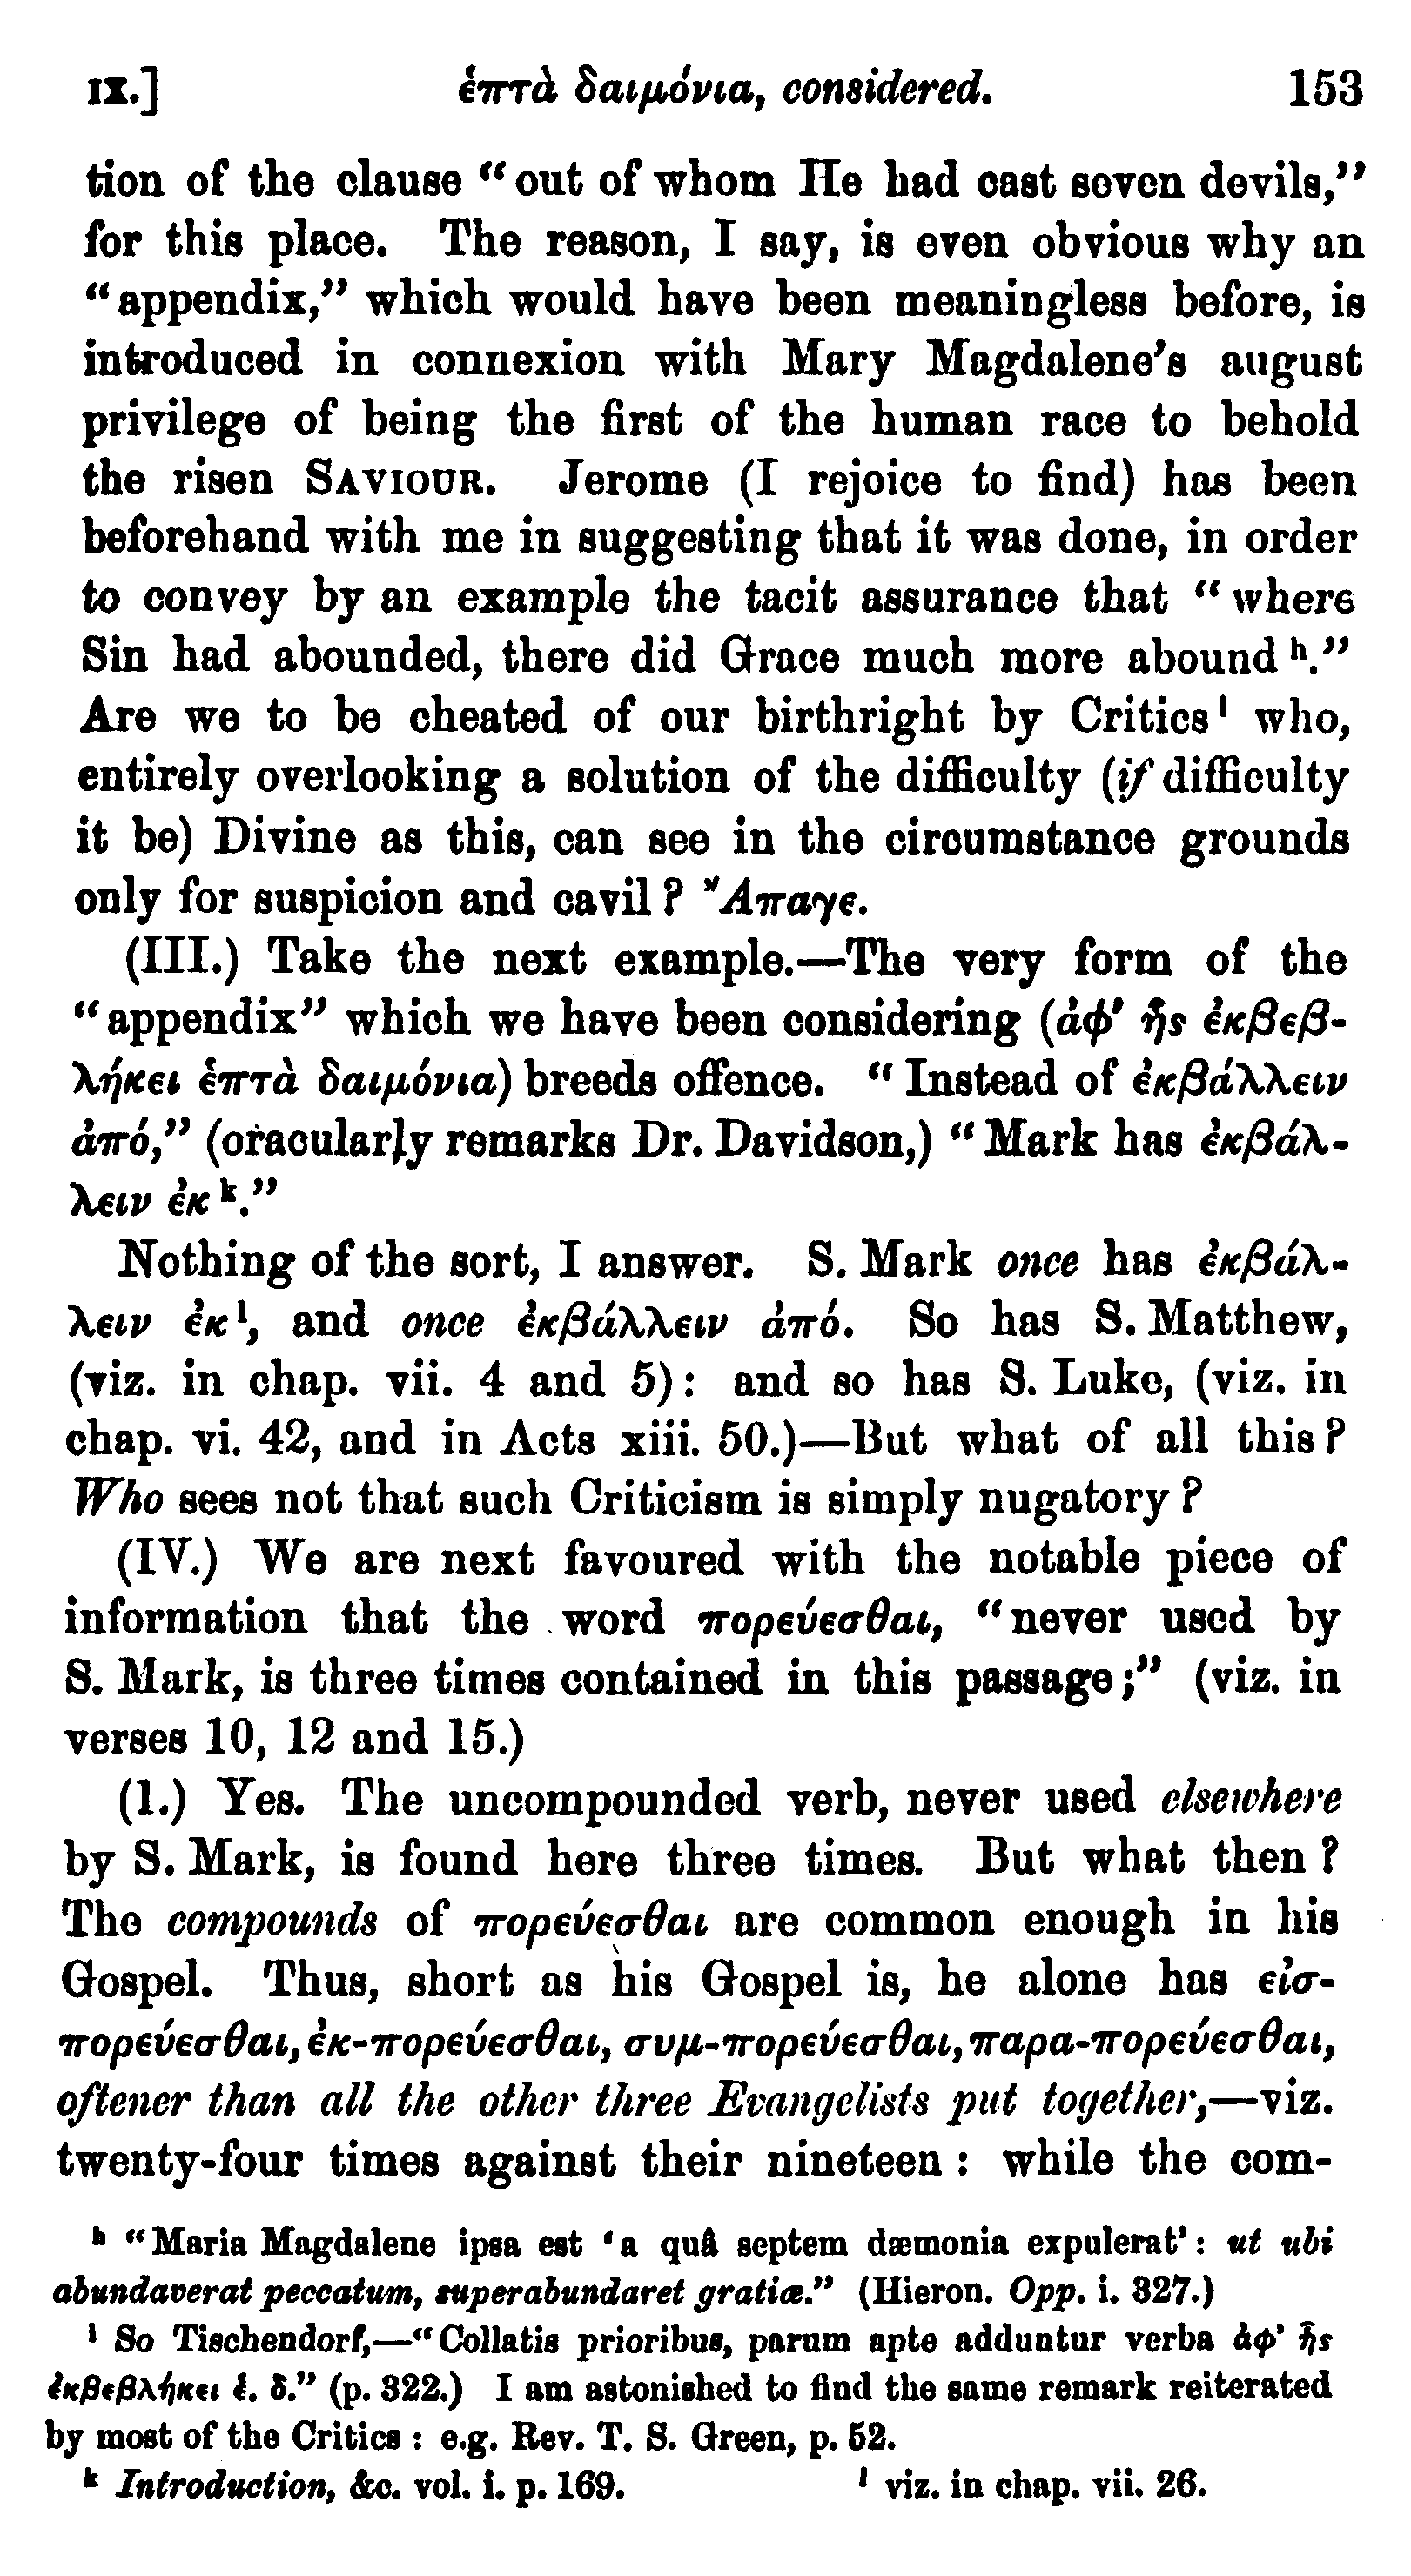 IX.] ἑπτὰ δαιμόνια, considered. 153
tion of the clause “out of whom He had cast seven devils,”
for this place. The reason, I say, is even obvious why an
“appendix,” which would have been meaningless before, is
introduced in connexion with Mary Magdalene’s august
privilege of being the first of the human race to behold
the risen SAVIOUR. Jerome (I rejoice to find) has been
beforehand with me in suggesting that it was done, in order
to convey by an example the tacit assurance that “where
Sin had abounded, there did Grace much more abound ʰ.”
Are we to be cheated of our birthright by Critics ⁱ who,
entirely overlooking a solution of the difficulty (if difficulty
it be) Divine as this, can see in the circumstance grounds
only for suspicion and cavil? Ἄπαγε.
(III.) Take the next example.—The very form of the
“appendix” which we have been considering (ἀφ’ ἧς ἐκβεβ-
λήκει ἑπτὰ δαιμόνια) breeds offence. “Instead of ἐκβάλλειν
ἀπό,” (oracularly remarks Dr. Davidson,) “Mark has ἐκβάλ-
λειν ἐκ ᵏ.”
Nothing of the sort, I answer. S. Mark once has ἐκβάλ-
λειν ἐκ ˡ, and once ἐκβάλλειν ἀπό. So has S. Matthew,
(viz. in chap. vii. 4 and 5): and so has S. Luke, (viz. in
chap. vi. 42, and in Acts xiii. 50.)—But what of all this?
Who sees not that such Criticism is simply nugatory?
(IV.) We are next favoured with the notable piece of
information that the word πορεύεσθαι, “never used by
S. Mark, is three times contained in this passage;” (viz. in
verses 10, 12 and 15.)
(1.) Yes. The uncompounded verb, never used elsewhere
by S. Mark, is found here three times. But what then?
The compounds of πορεύεσθαι are common enough in his
Gospel. Thus, short as his Gospel is, he alone has εἰσ-
πορεύεσθαι, ἐκ-πορεύεσθαι, συμ-πορεύεσθαι, παρα-πορεύεσθαι,
oftener than all the other three Evangelists put together,—viz.
twenty-four times against their nineteen: while the com-
ʰ “Maria Magdalene ipsa est ‘a quâ septem dæmonia expulerat’: ut ubi
abundaverat peccatum, superabundaret gratiæ.” (Hieron. Opp. i. 327.)
ⁱ So Tischendorf,—“Collatis prioribus, parum apte adduntur verba ἀφ’ ἧς
ἐκβεβλήκει ἑ. δ.” (p. 322.) I am astonished to find the same remark reiterated
by most of the Critics: e.g. Rev. T. S. Green, p. 52.
ᵏ Introduction, &c. vol. i. p. 169. ˡ viz. in chap. vii. 26.